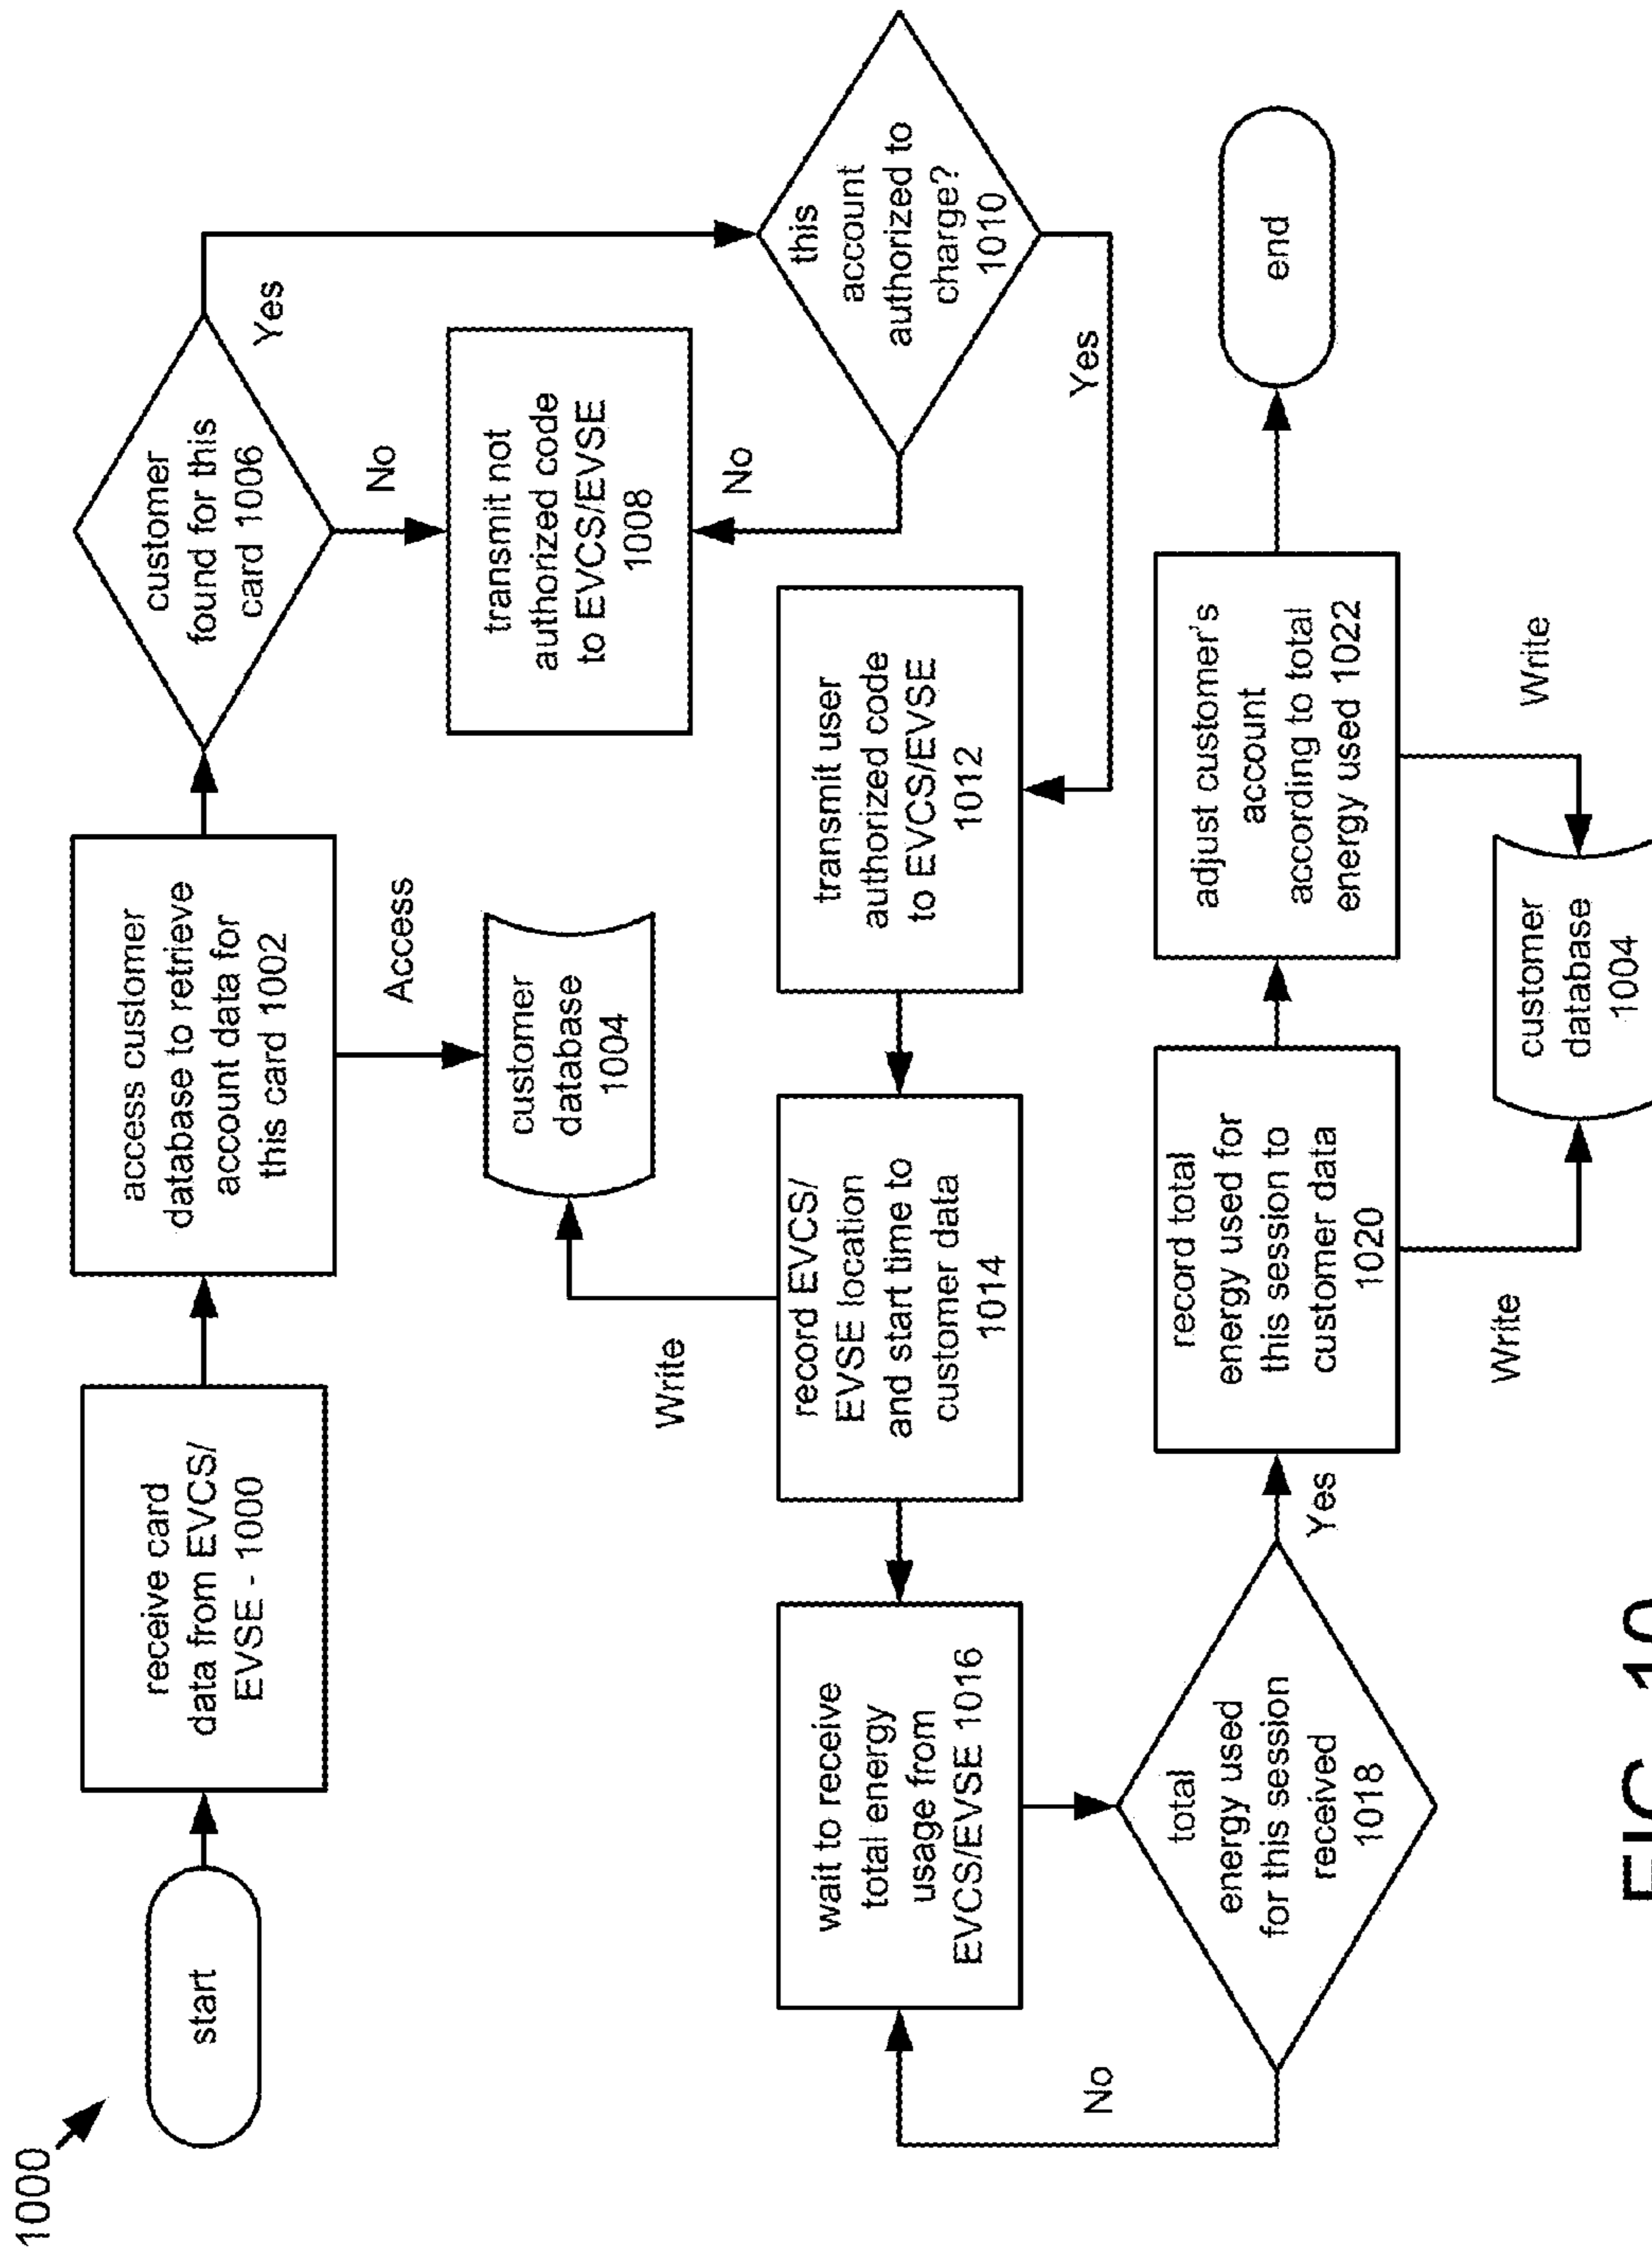 1000
start
receive card
data from EVCS/
EVSE - 1000
access customer
database to retrieve
account data for
this card 1002
Access
customer
database
1004
customer
found for this
card 1006
Yes
No
transmit not
authorized code
to EVCS/EVSE
1008
No
this
account
authorized to
charge?
1010
Yes
transmit user
authorized code
to EVCS/EVSE
1012
record EVCS/
EVSE location
and start time to
customer data
1014
Write
wait to receive
total energy
usage from
EVCS/EVSE 1016
total
energy used
for this session
received
1018
No
Yes
record total
energy used for
this session to
customer data
1020
Write
adjust customer's
account
according to total
energy used 1022
Write
customer
database
1004
end
FIG. 10